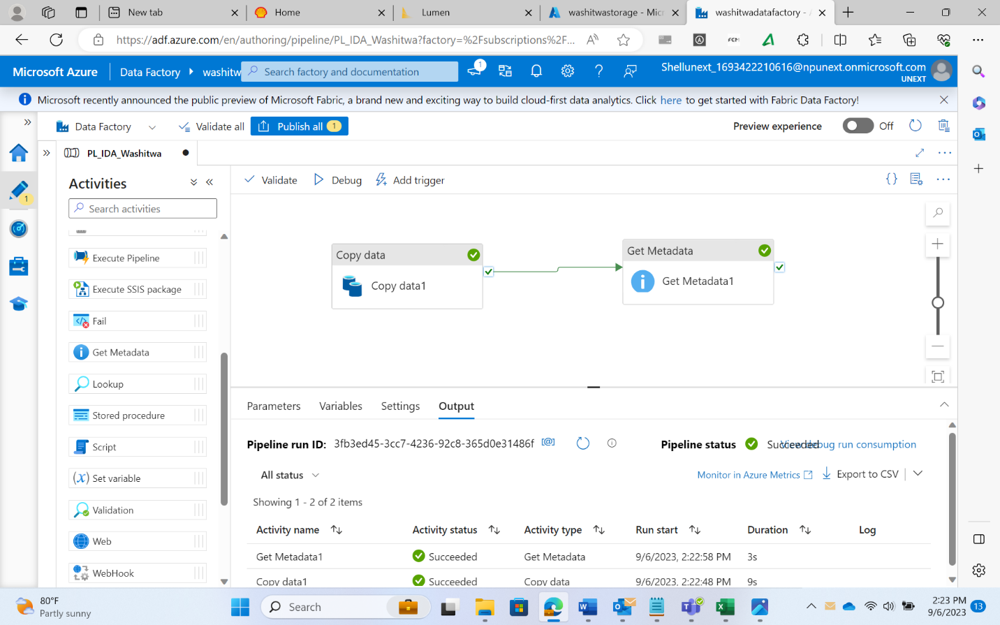 New tab
Home
Lumen
washitwastorage - Mic
washitwadatafactory -
https://adf.azure.com/en/authoring/pipeline/PL_IDA_Washitwa?factory=%2Fsubscriptions%2F...
FCM
Microsoft Azure
Data Factory
washitw
Search factory and documentation
1
Shellunext_1693422210616@npunext.onmicrosoft.com
UNEXT
Microsoft recently announced the public preview of Microsoft Fabric, a brand new and exciting way to build cloud-first data analytics. Click here to get started with Fabric Data Factory!
Data Factory
Validate all
Publish all 1
Preview experience
Off
PL_IDA_Washitwa
1
Activities
Search activities
Execute Pipeline
Execute SSIS package
Fail
Get Metadata
Lookup
Stored procedure
Script
(x) Set variable
Validation
Web
WebHook
Validate
Debug
Add trigger
{}
Copy data
Copy data1
Get Metadata
Get Metadata1
Parameters
Variables
Settings
Output
Pipeline run ID: 3fb3ed45-3cc7-4236-92c8-365d0e31486f [@]
Pipeline status
Succeeded
View debug run consumption
All status
Monitor in Azure Metrics
Export to CSV
Showing 1 - 2 of 2 items
Activity name Activity status Activity type Run start Duration Log
Get Metadata1 Succeeded Get Metadata 9/6/2023, 2:22:58 PM 3s
Copy data1 Succeeded Copy data 9/6/2023, 2:22:48 PM 9s
80°F
Partly sunny
Search
2:23 PM
9/6/2023
13